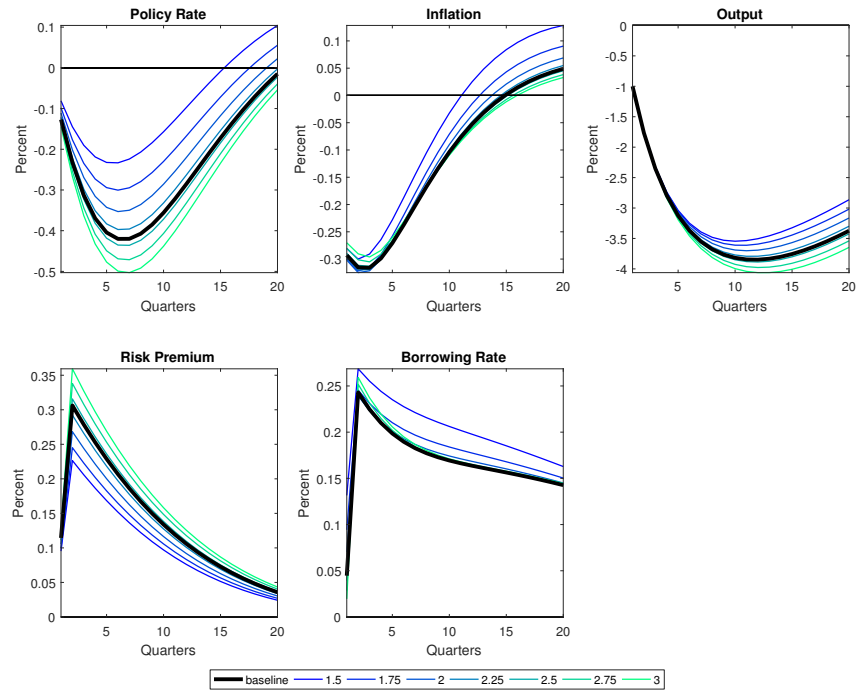 Policy Rate
0.1
0
-0.1
-0.2
-0.3
-0.4
-0.5
Percent
5 10 15 20
Quarters
Inflation
0.1
0.05
0
-0.05
-0.1
-0.15
-0.2
-0.25
-0.3
Percent
5 10 15 20
Quarters
Output
0
-0.5
-1
-1.5
-2
-2.5
-3
-3.5
-4
Percent
5 10 15 20
Quarters
Risk Premium
0.35
0.3
0.25
0.2
0.15
0.1
0.05
0
Percent
5 10 15 20
Quarters
Borrowing Rate
0.25
0.2
0.15
0.1
0.05
0
Percent
5 10 15 20
Quarters
baseline 1.5 1.75 2 2.25 2.5 2.75 3